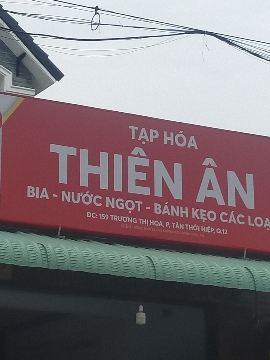 TẠP HÓA
THIÊN ÂN
BIA - NƯỚC NGỌT - BÁNH KẸO CÁC LOẠ
ĐC: 159 TRƯƠNG THỊ HOA, P, TÂN THỚI HIỆP, Q.12